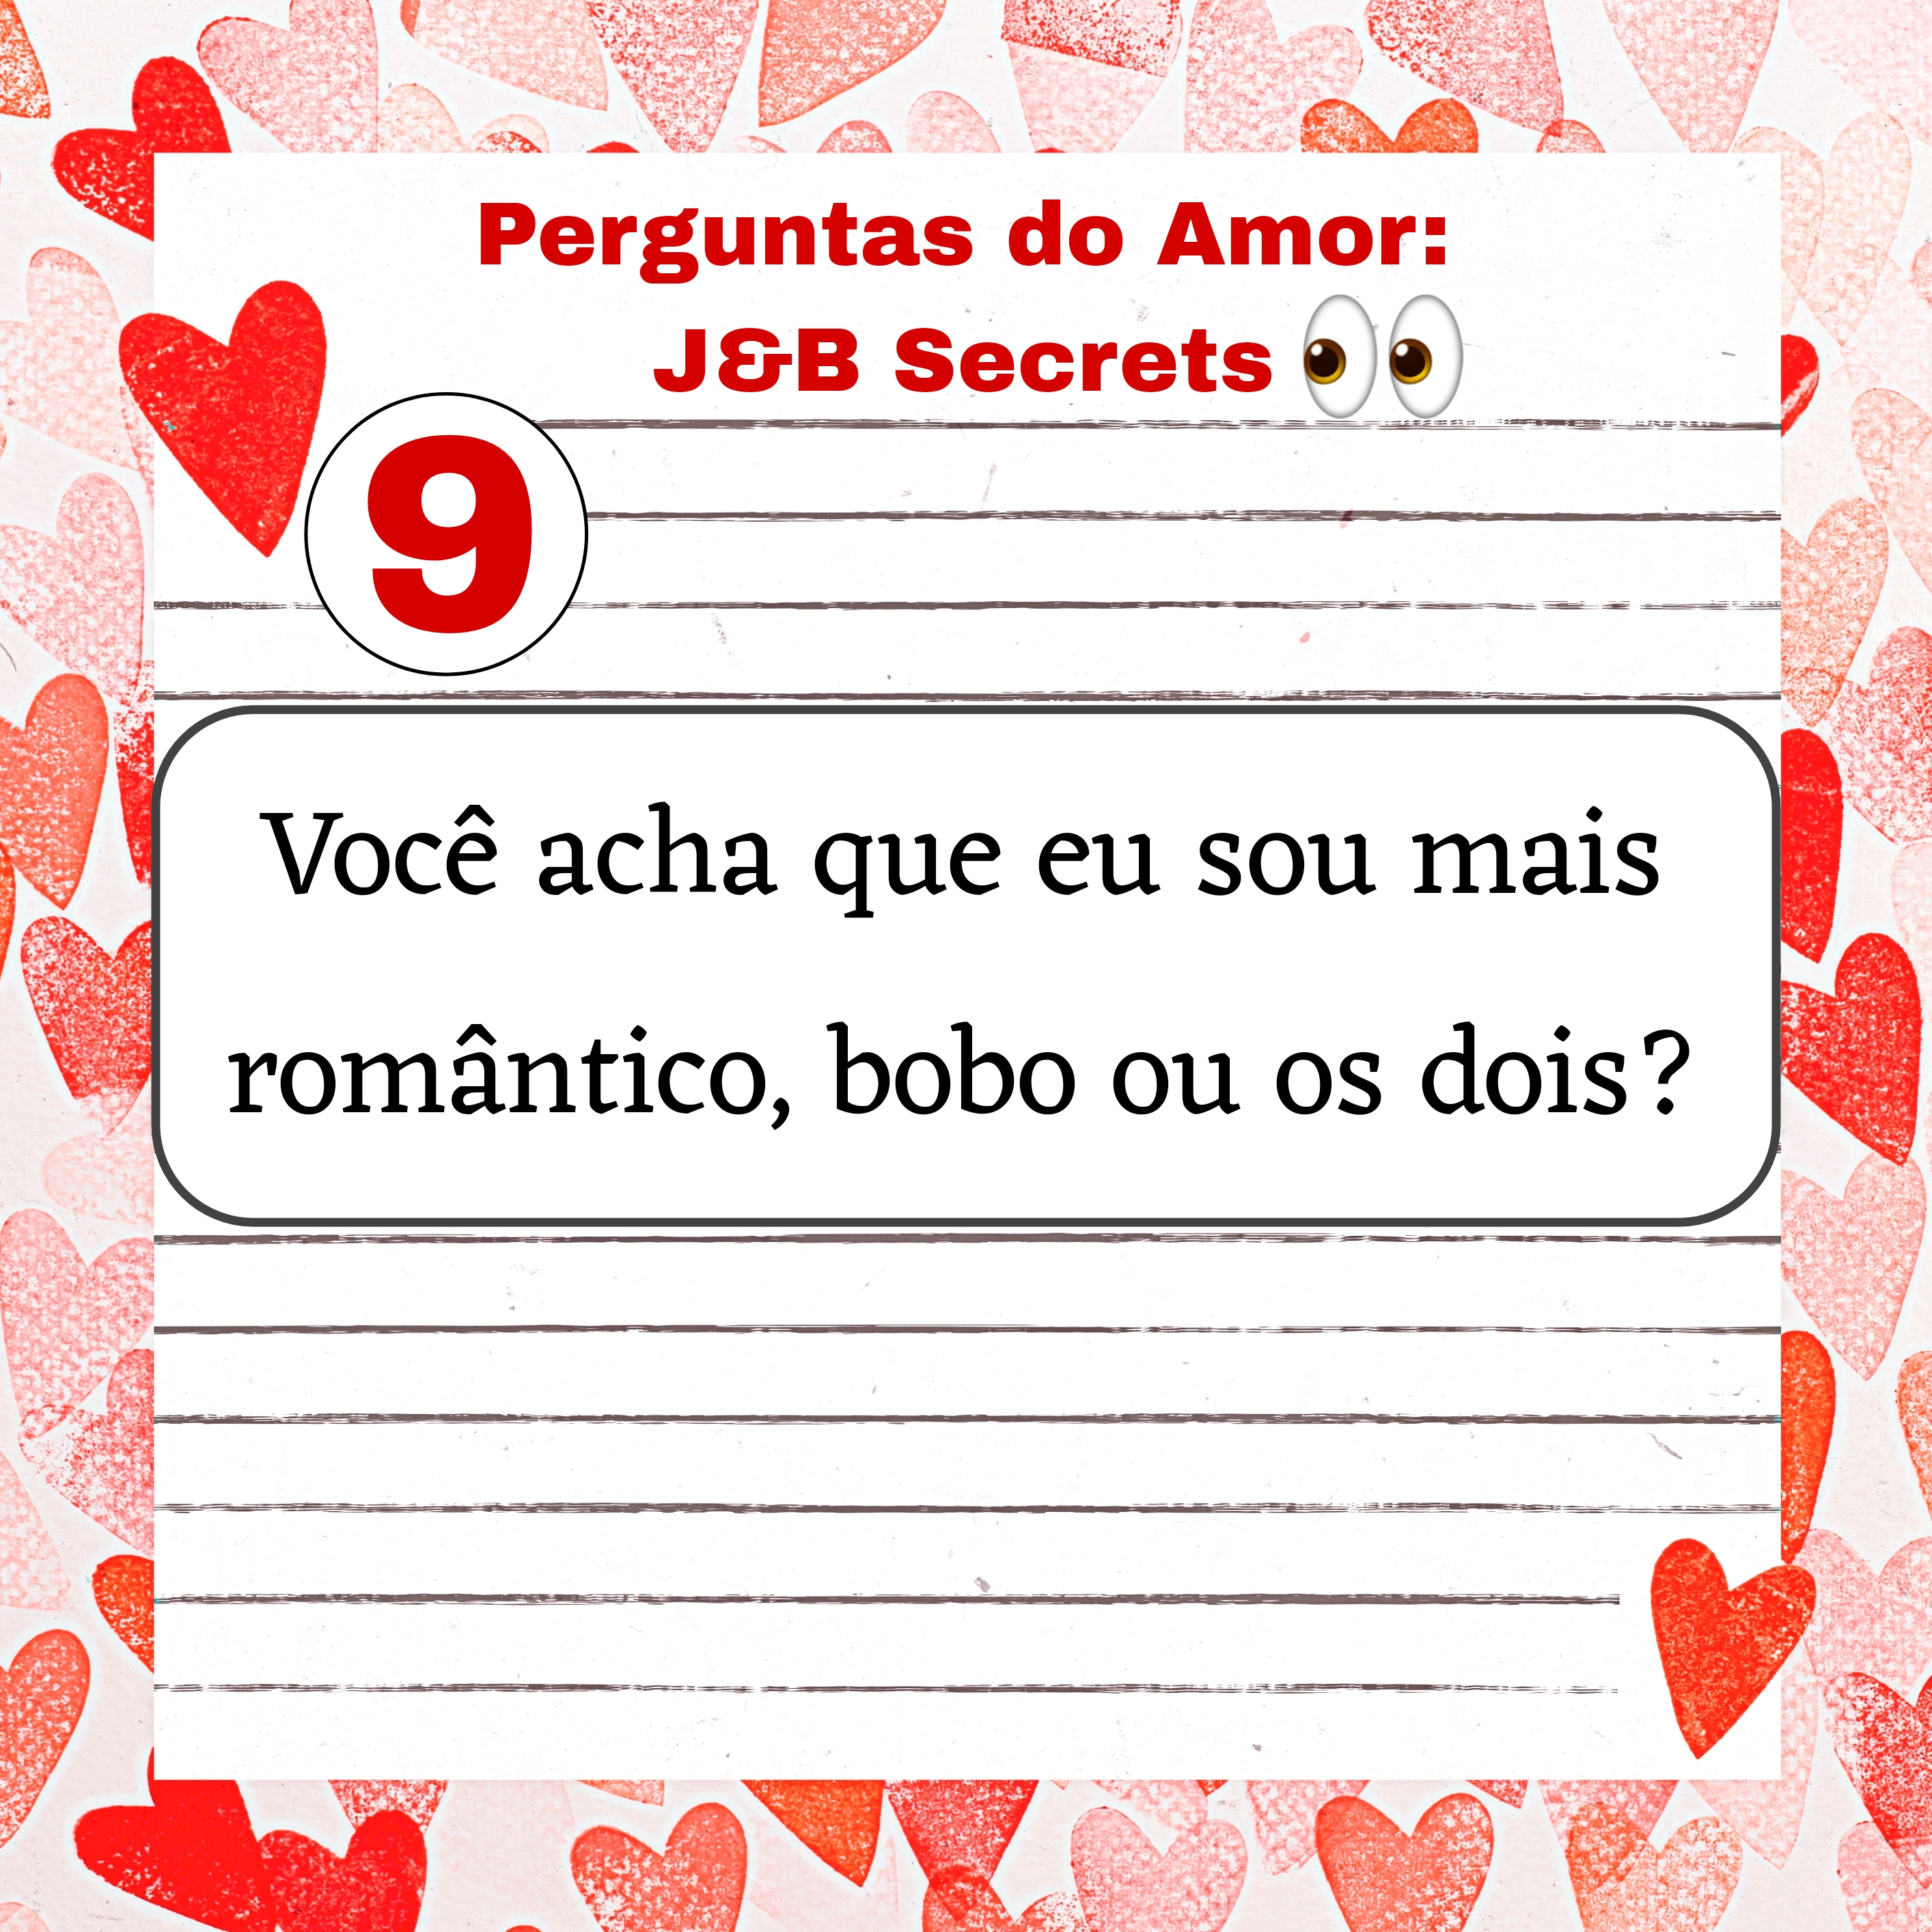 Perguntas do Amor:
J&B Secrets 👀
9
Você acha que eu sou mais
romântico, bobo ou os dois?